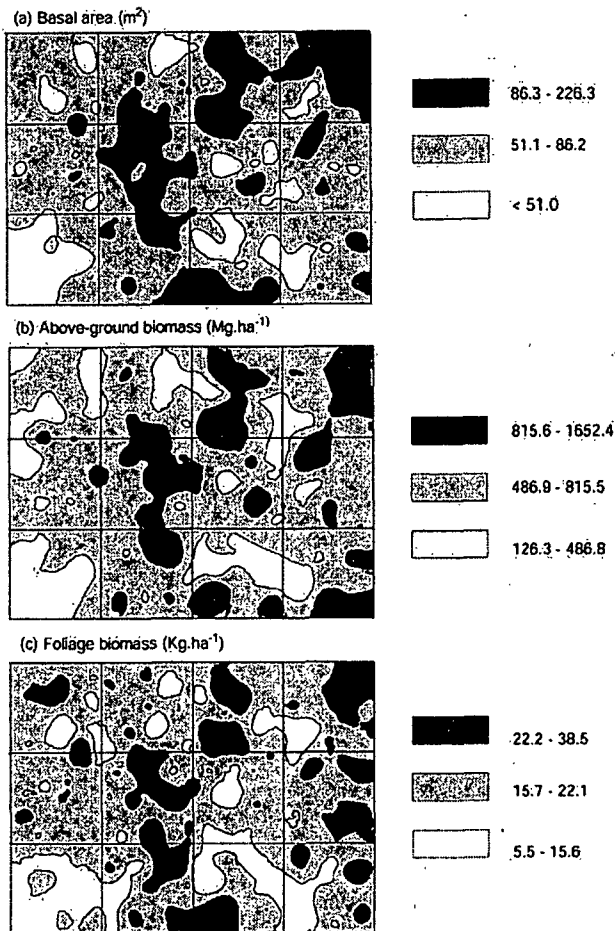 (a) Basal area (m²)
86.3 - 226.3
51.1 - 86.2
< 51.0
(b) Above-ground biomass (Mg.ha⁻¹)
815.6 - 1652.4
486.9 - 815.5
126.3 - 486.8
(c) Foliage biomass (Kg.ha⁻¹)
22.2 - 38.5
15.7 - 22.1
5.5 - 15.6